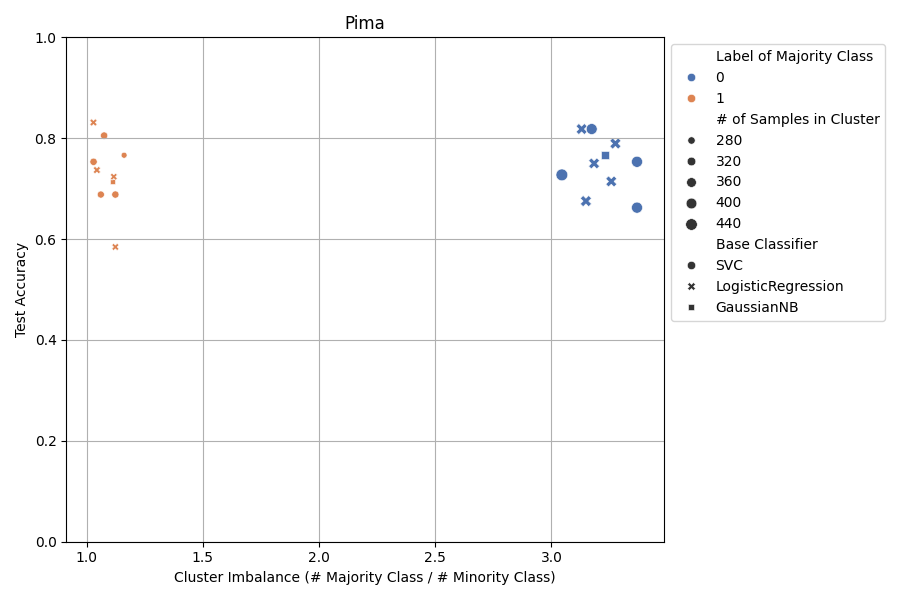 Pima
1.0
0.8
0.6
0.4
0.2
0.0
Test Accuracy
1.0 1.5 2.0 2.5 3.0
Cluster Imbalance (# Majority Class / # Minority Class)
Label of Majority Class
0
1
# of Samples in Cluster
280
320
360
400
440
Base Classifier
SVC
LogisticRegression
GaussianNB